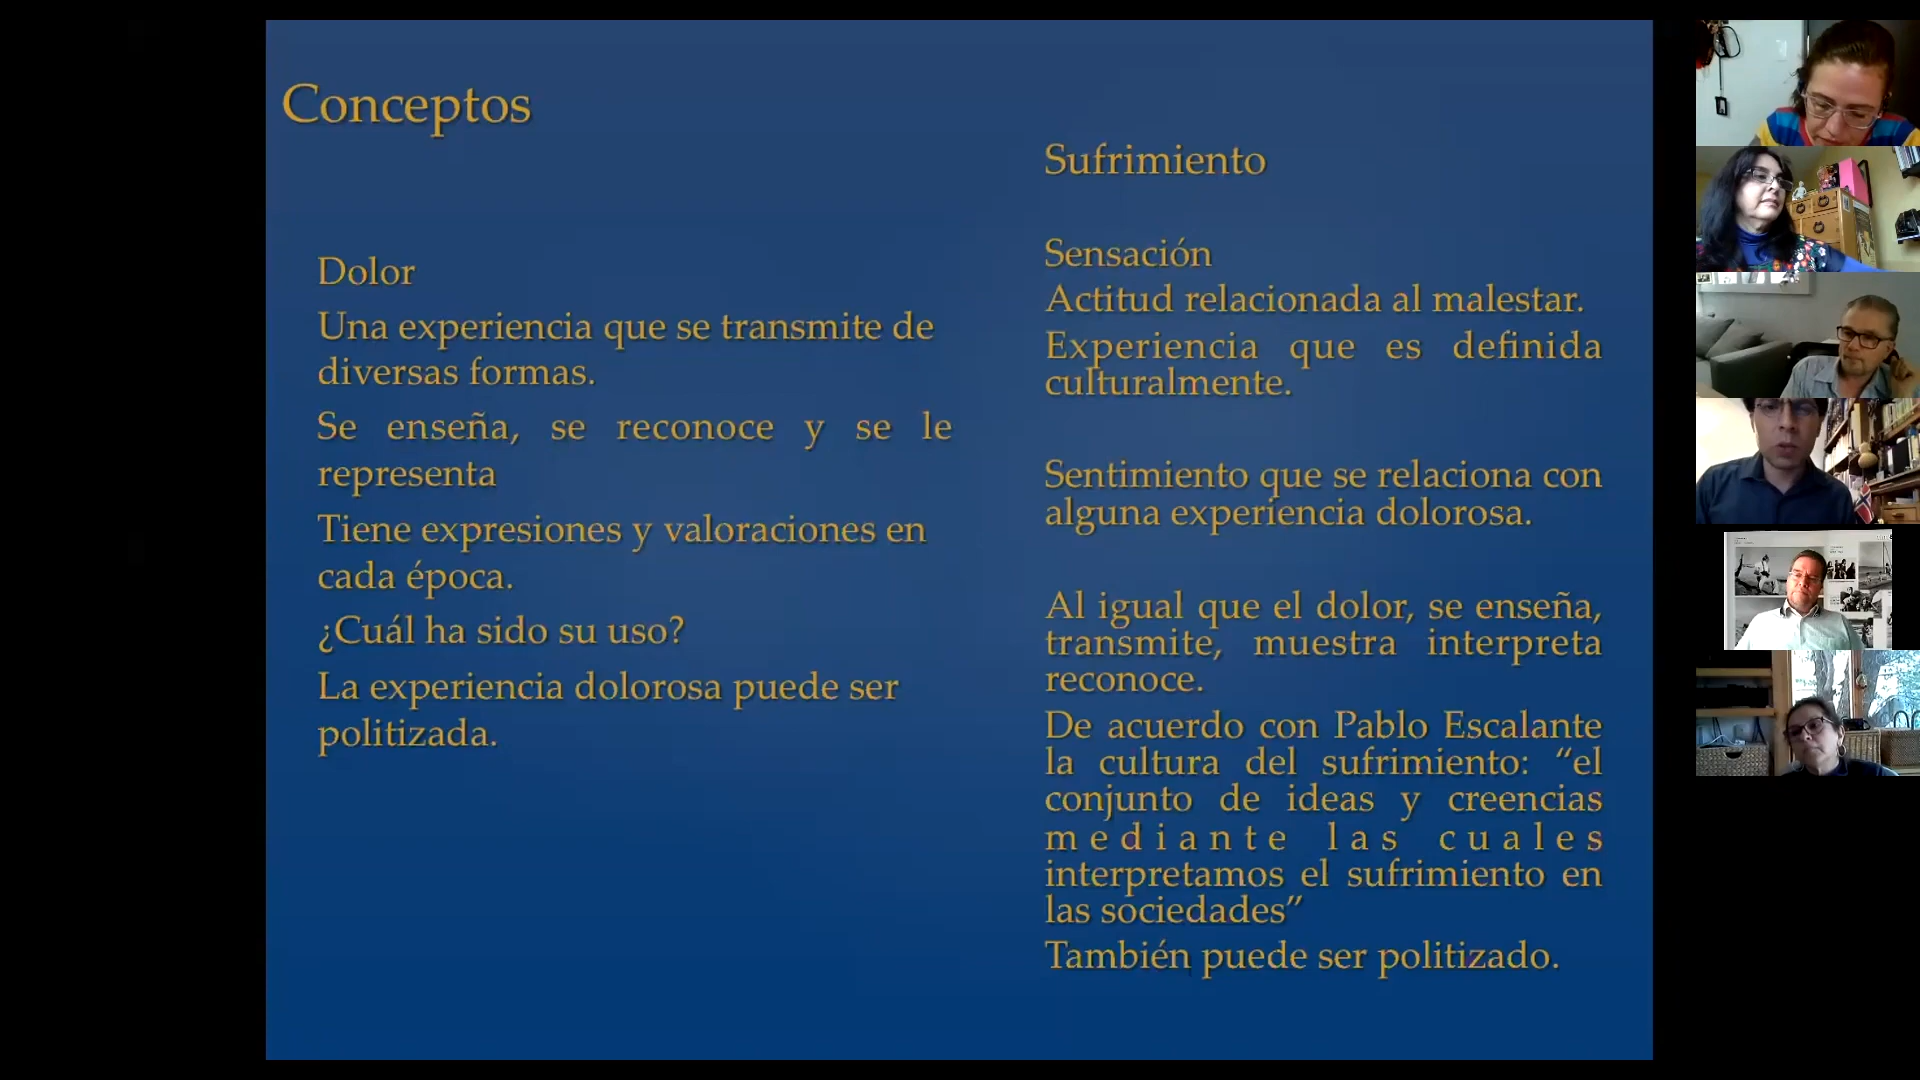 Conceptos
Dolor
Una experiencia que se transmite de
diversas formas.
Se enseña, se reconoce y se le
representa
Tiene expresiones y valoraciones en
cada época.
¿Cuál ha sido su uso?
La experiencia dolorosa puede ser
politizada.
Sufrimiento
Sensación
Actitud relacionada al malestar.
Experiencia que es definida
culturalmente.
Sentimiento que se relaciona con
alguna experiencia dolorosa.
Al igual que el dolor, se enseña,
transmite, muestra interpreta
reconoce.
De acuerdo con Pablo Escalante
la cultura del sufrimiento: “el
conjunto de ideas y creencias
mediante las cuales
interpretamos el sufrimiento en
las sociedades”
También puede ser politizado.